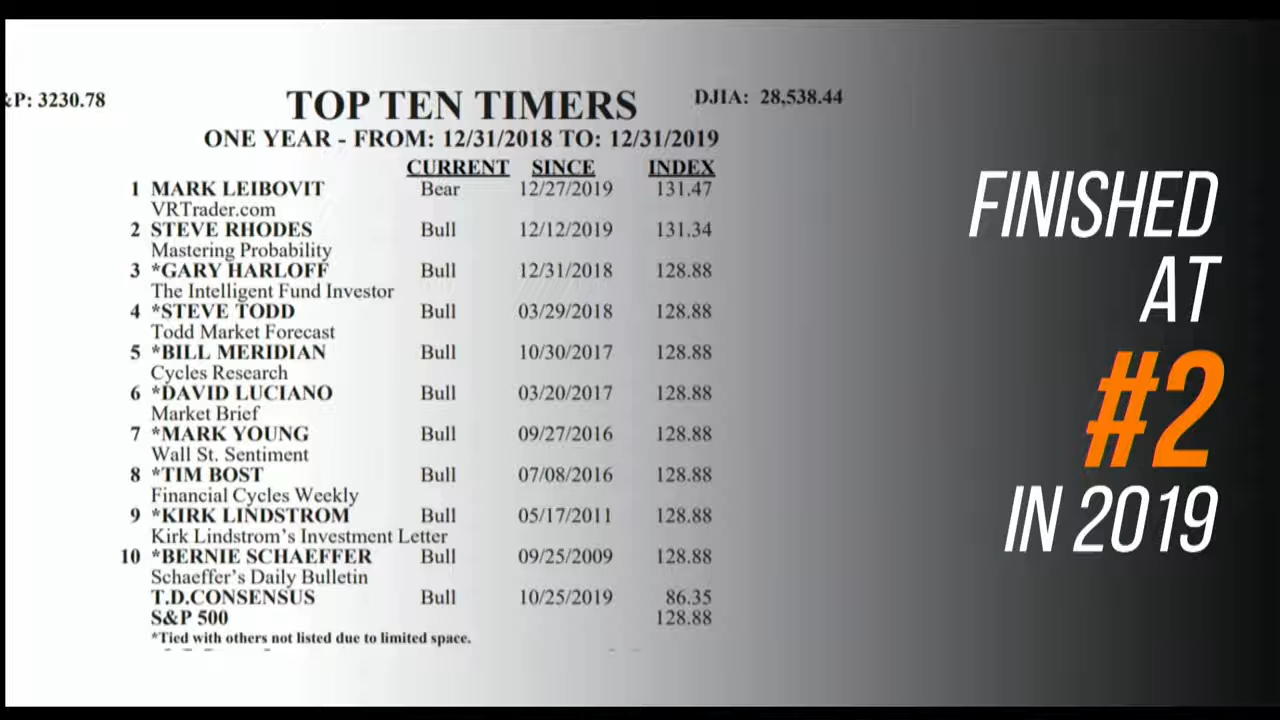 &P: 3230.78
TOP TEN TIMERS
DJIA: 28,538.44
ONE YEAR - FROM: 12/31/2018 TO: 12/31/2019
CURRENT SINCE INDEX
1 MARK LEIBOVIT Bear 12/27/2019 131.47
VRTrader.com
2 STEVE RHODES Bull 12/12/2019 131.34
Mastering Probability
3 *GARY HARLOFF Bull 12/31/2018 128.88
The Intelligent Fund Investor
4 *STEVE TODD Bull 03/29/2018 128.88
Todd Market Forecast
5 *BILL MERIDIAN Bull 10/30/2017 128.88
Cycles Research
6 *DAVID LUCIANO Bull 03/20/2017 128.88
Market Brief
7 *MARK YOUNG Bull 09/27/2016 128.88
Wall St. Sentiment
8 *TIM BOST Bull 07/08/2016 128.88
Financial Cycles Weekly
9 *KIRK LINDSTROM Bull 05/17/2011 128.88
Kirk Lindstrom's Investment Letter
10 *BERNIE SCHAEFFER Bull 09/25/2009 128.88
Schaeffer's Daily Bulletin
T.D.CONSENSUS Bull 10/25/2019 86.35
S&P 500 128.88
*Tied with others not listed due to limited space.
FINISHED
AT
#2
IN 2019